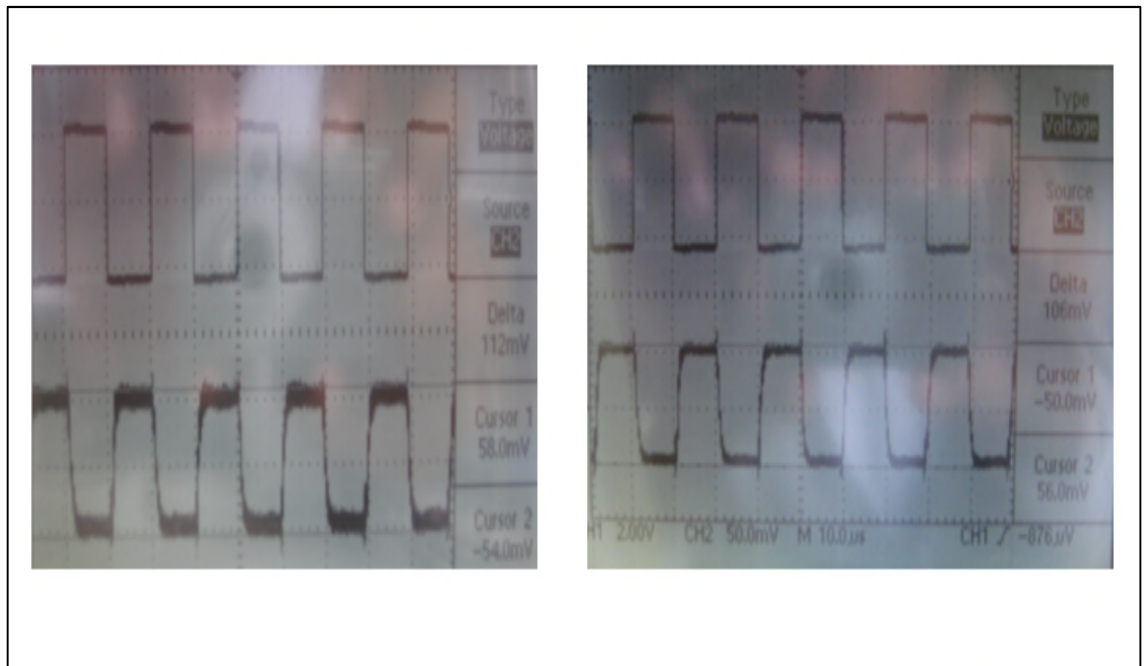 Type
Voltage
Source
CH2
Delta
112mV
Cursor 1
58.0mV
Cursor 2
-54.0mV
Type
Voltage
Source
CH2
Delta
106mV
Cursor 1
-50.0mV
Cursor 2
56.0mV
H1 2.00V CH2 50.0mV M 10.0µs CH1 ∕ -876µV